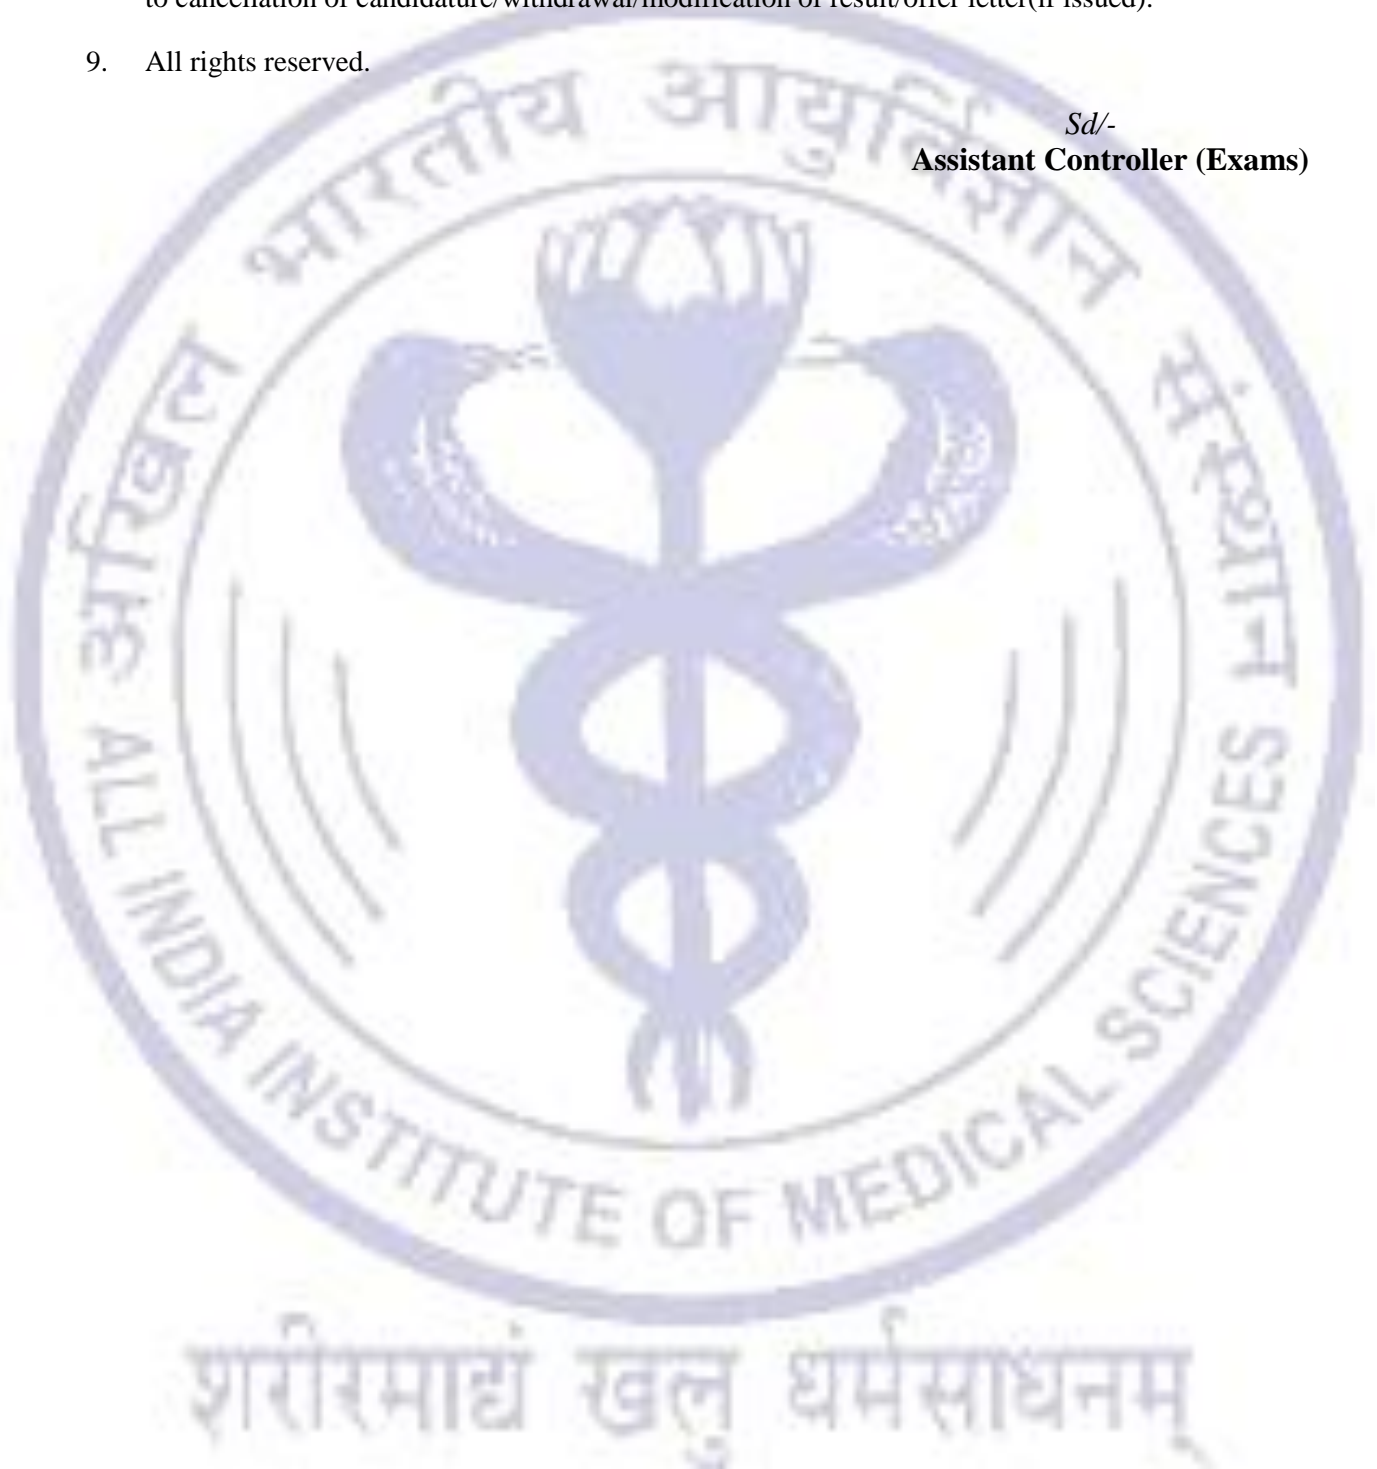 to cancellation of candidature/withdrawal/modification of result/offer letter(if issued).
9. All rights reserved.
Sd/-
Assistant Controller (Exams)
अखिल भारतीय आयुर्विज्ञान संस्थान
ALL INDIA INSTITUTE OF MEDICAL SCIENCES
शरीरमाद्यं खलु धर्मसाधनम्